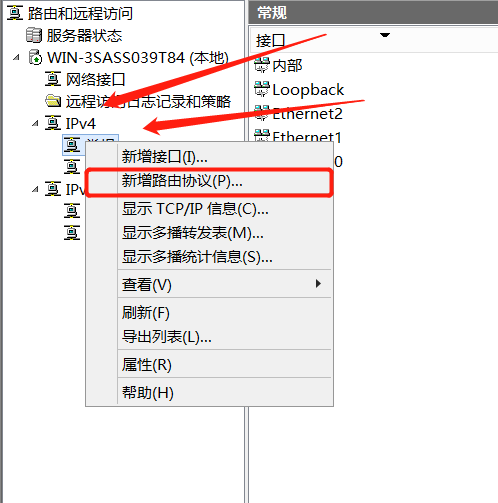 路由和远程访问
服务器状态
WIN-3SASS039T84 (本地)
网络接口
远程访问日志记录和策略
IPv4
常规
IPv
常规
接口
内部
Loopback
Ethernet2
Ethernet1
0
新增接口(I)...
新增路由协议(P)...
显示 TCP/IP 信息(C)...
显示多播转发表(M)...
显示多播统计信息(S)...
查看(V)
刷新(F)
导出列表(L)...
属性(R)
帮助(H)